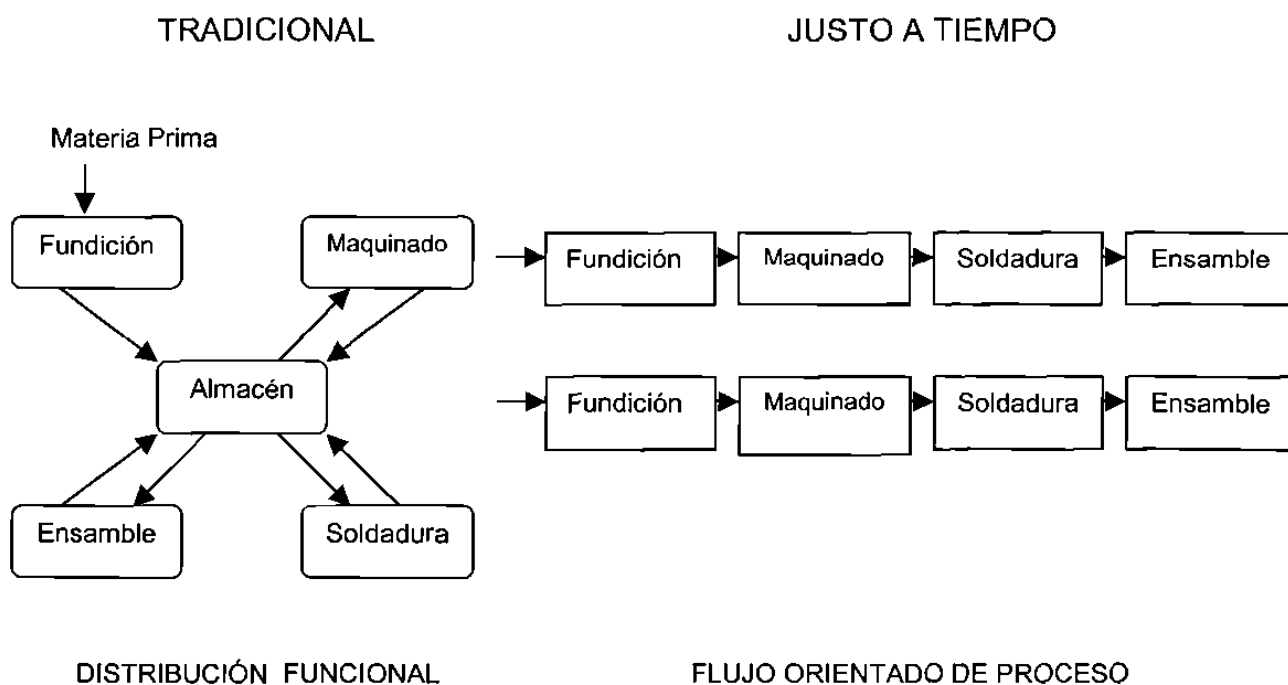 TRADICIONAL
JUSTO A TIEMPO
Materia Prima
Fundición
Maquinado
Almacén
Ensamble
Soldadura
Fundición
Maquinado
Soldadura
Ensamble
Fundición
Maquinado
Soldadura
Ensamble
DISTRIBUCIÓN FUNCIONAL
FLUJO ORIENTADO DE PROCESO